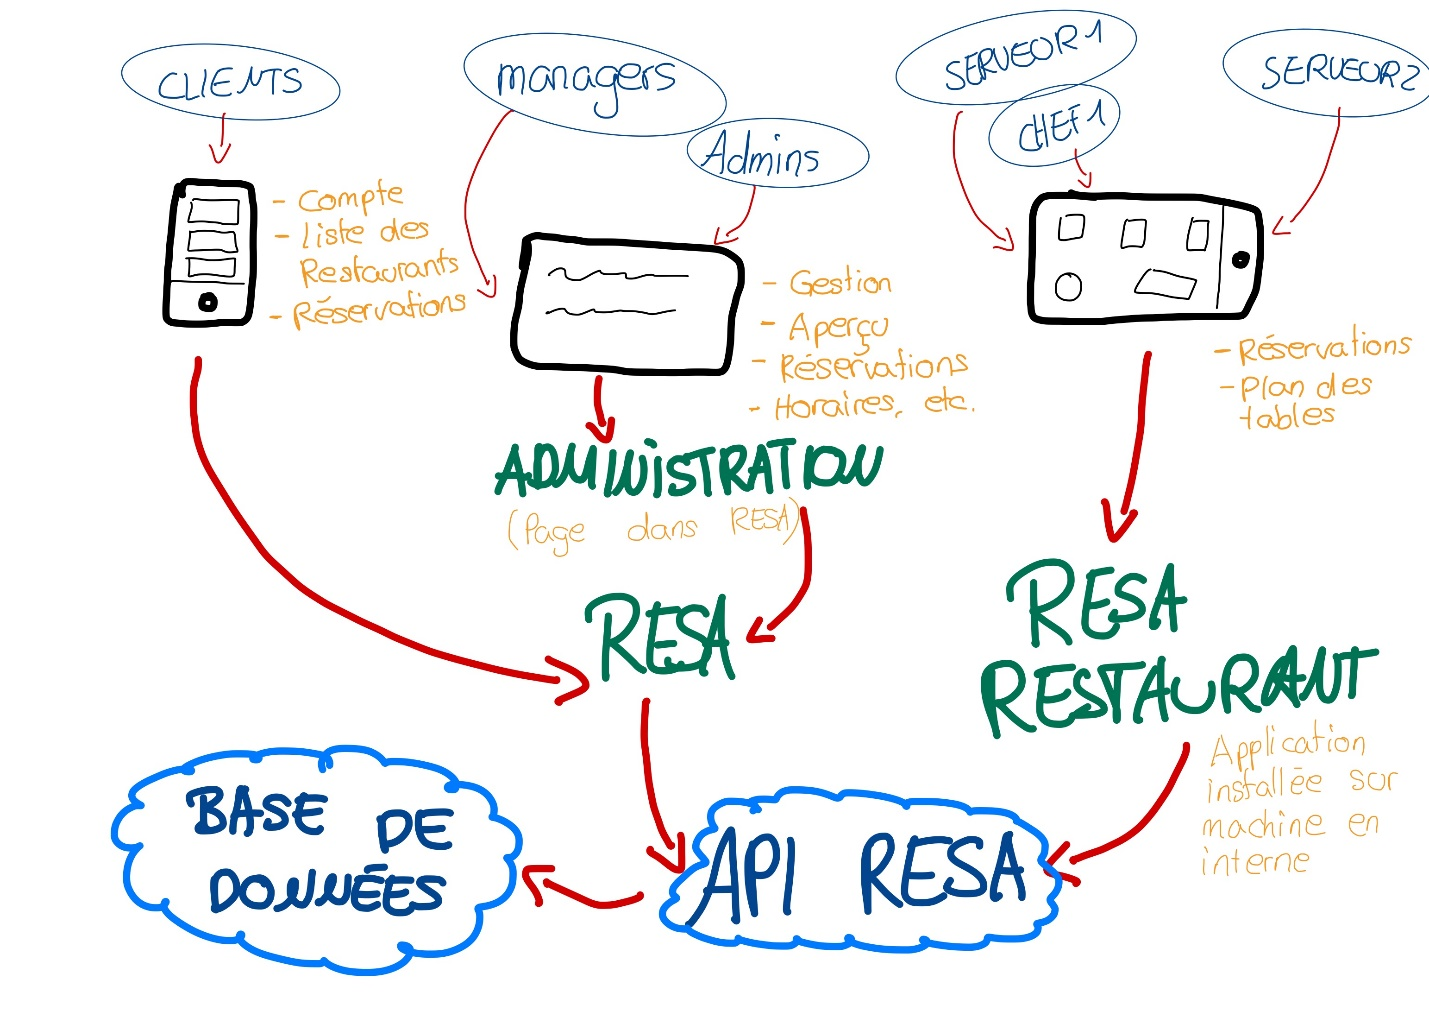 CLIENTS
managers
Admins
SERVEUR 1
CHEF 1
SERVEUR 2
- Compte
- Liste des
Restaurants
- Réservations
- Gestion
- Aperçu
- Réservations
- Horaires, etc.
- Réservations
- Plan des
tables
ADMINISTRATION
(Page dans RESA)
RESA
RESA
RESTAURANT
Application
installée sur
machine en
interne
BASE DE
DONNÉES
API RESA